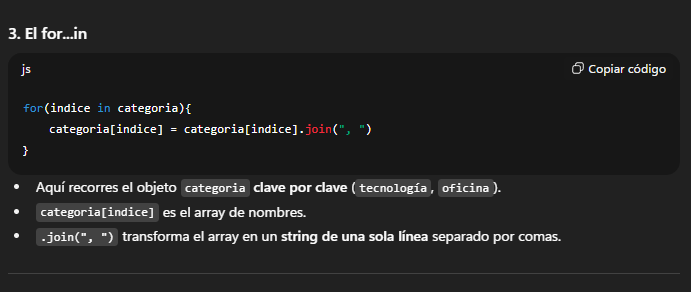 3. El for...in
js
Copiar código
for(indice in categoria){
    categoria[indice] = categoria[indice].join(", ")
}
• Aquí recorres el objeto categoria clave por clave (tecnología, oficina).
• categoria[indice] es el array de nombres.
• .join(", ") transforma el array en un string de una sola línea separado por comas.